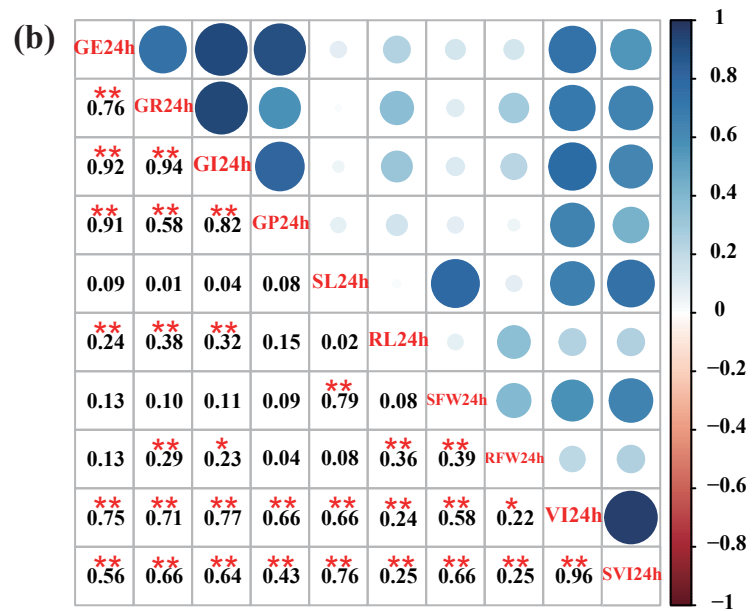 (b)
GE24h
** 
0.76 GR24h
** **
0.92 0.94 GI24h
** ** **
0.91 0.58 0.82 GP24h
0.09 0.01 0.04 0.08 SL24h
** ** **
0.24 0.38 0.32 0.15 0.02 RL24h
**
0.13 0.10 0.11 0.09 0.79 0.08 SFW24h
** * ** **
0.13 0.29 0.23 0.04 0.08 0.36 0.39 RFW24h
** ** ** ** ** ** ** *
0.75 0.71 0.77 0.66 0.66 0.24 0.58 0.22 VI24h
** ** ** ** ** ** ** ** **
0.56 0.66 0.64 0.43 0.76 0.25 0.66 0.25 0.96 SVI24h
1
0.8
0.6
0.4
0.2
0
−0.2
−0.4
−0.6
−0.8
−1